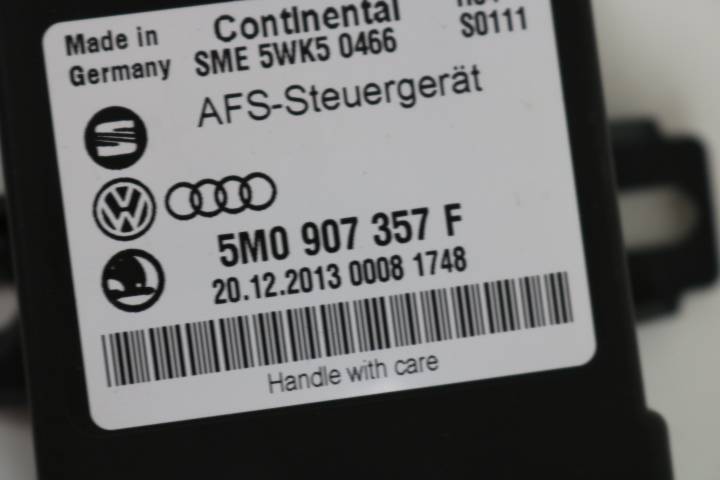 Made in
Germany
Continental
SME 5WK5 0466
S0111
AFS-Steuergerät
5M0 907 357 F
20.12.2013 0008 1748
Handle with care